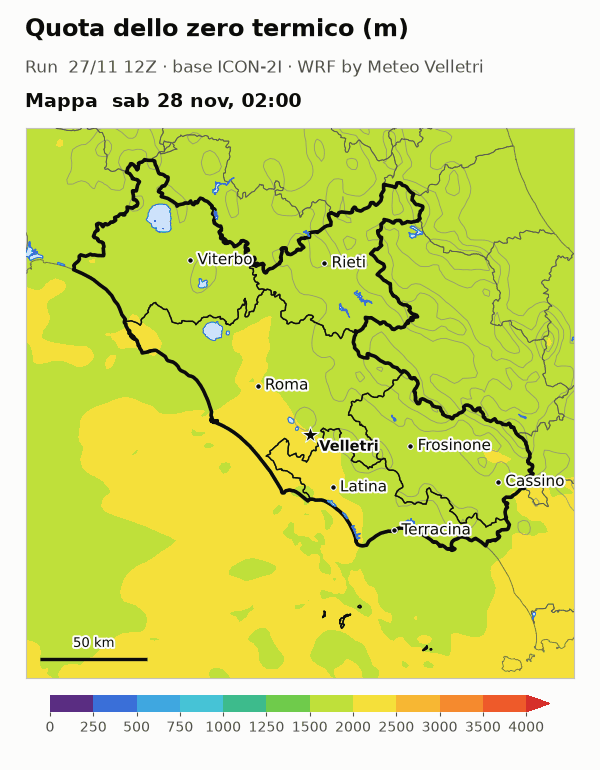 Quota dello zero termico (m)
Run 27/11 12Z · base ICON-2I · WRF by Meteo Velletri
Mappa sab 28 nov, 02:00
Viterbo
Rieti
Roma
Velletri
Frosinone
Cassino
Latina
Terracina
50 km
0 250 500 750 1000 1250 1500 2000 2500 3000 3500 4000